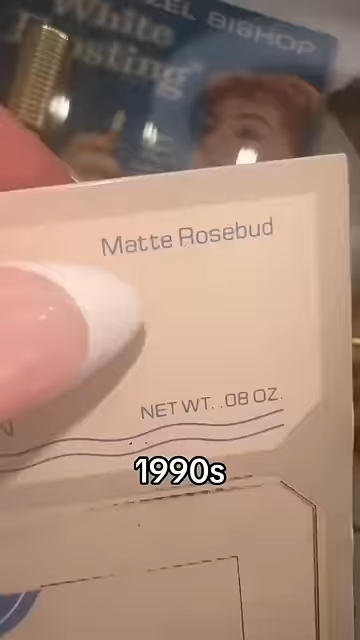 White
ZEL BISHOP
Frosting
Matte Rosebud
NET WT. .08 OZ.
N
1990s